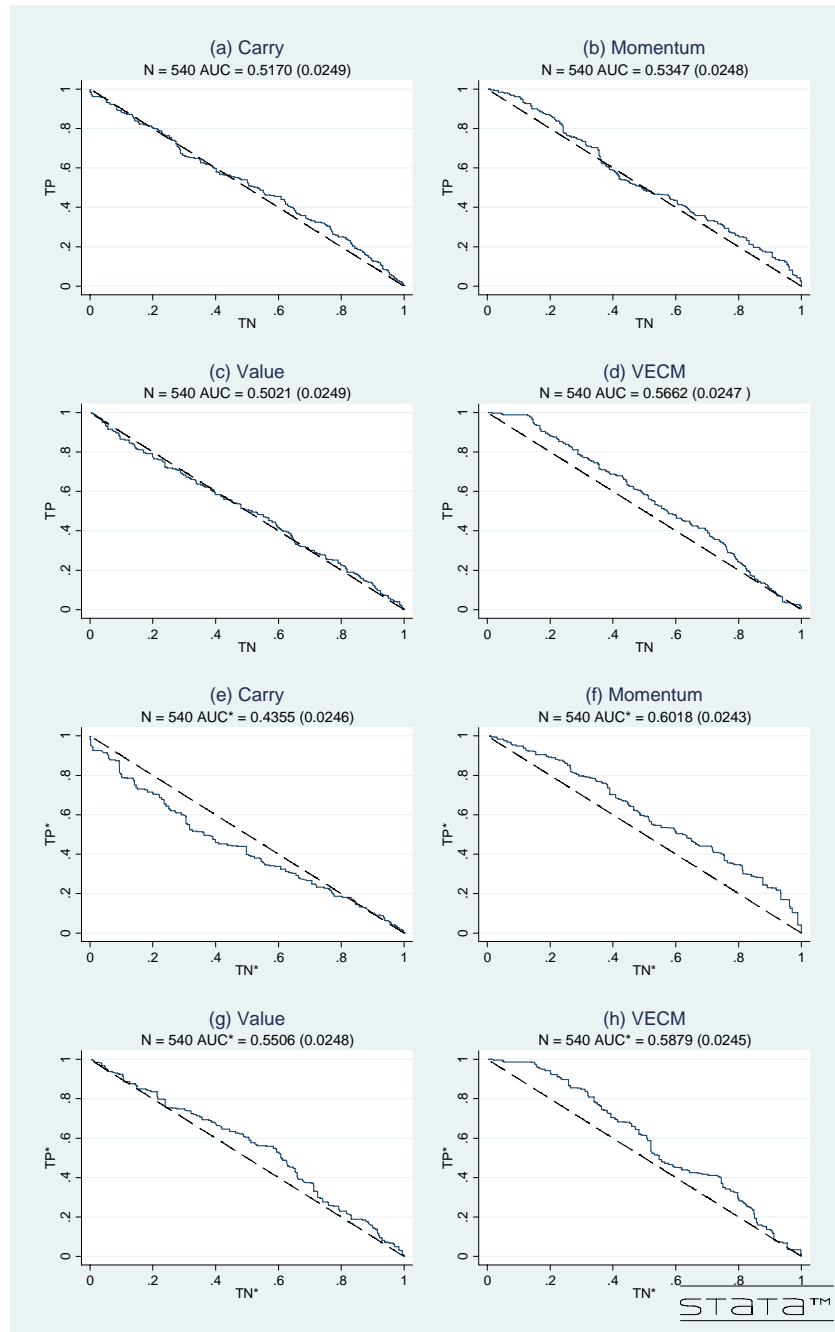 (a) Carry
N = 540 AUC = 0.5170 (0.0249)
1
.8
.6
.4
.2
0
TP
0 .2 .4 .6 .8 1
TN
(b) Momentum
N = 540 AUC = 0.5347 (0.0248)
1
.8
.6
.4
.2
0
TP
0 .2 .4 .6 .8 1
TN
(c) Value
N = 540 AUC = 0.5021 (0.0249)
1
.8
.6
.4
.2
0
TP
0 .2 .4 .6 .8 1
TN
(d) VECM
N = 540 AUC = 0.5662 (0.0247 )
1
.8
.6
.4
.2
0
TP
0 .2 .4 .6 .8 1
TN
(e) Carry
N = 540 AUC* = 0.4355 (0.0246)
1
.8
.6
.4
.2
0
TP*
0 .2 .4 .6 .8 1
TN*
(f) Momentum
N = 540 AUC* = 0.6018 (0.0243)
1
.8
.6
.4
.2
0
TP*
0 .2 .4 .6 .8 1
TN*
(g) Value
N = 540 AUC* = 0.5506 (0.0248)
1
.8
.6
.4
.2
0
TP*
0 .2 .4 .6 .8 1
TN*
(h) VECM
N = 540 AUC* = 0.5879 (0.0245)
1
.8
.6
.4
.2
0
TP*
0 .2 .4 .6 .8 1
TN*
STATA™